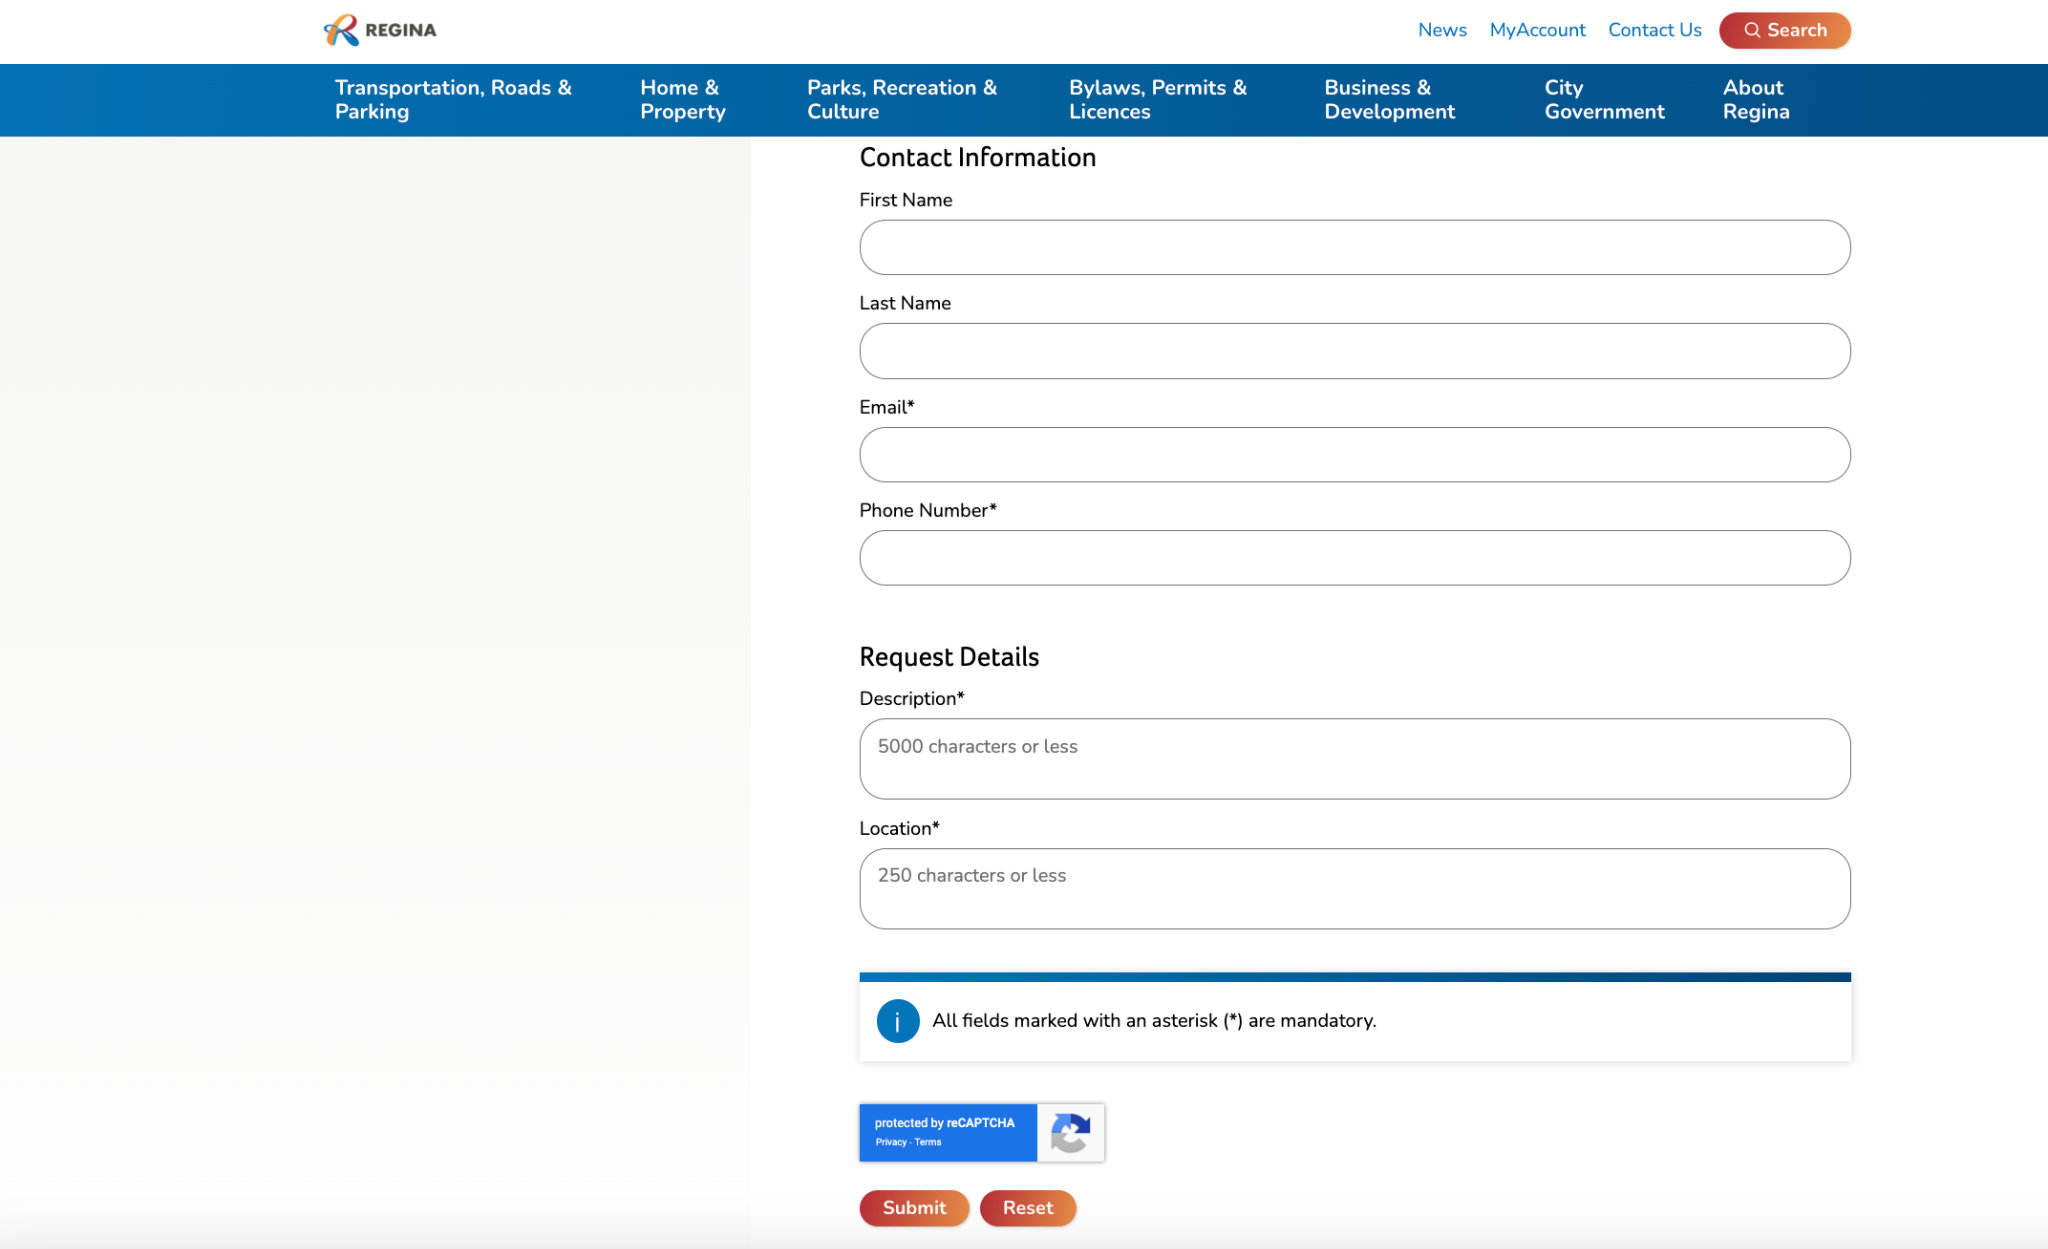 REGINA
News MyAccount Contact Us Search
Transportation, Roads & Parking
Home & Property
Parks, Recreation & Culture
Bylaws, Permits & Licences
Business & Development
City Government
About Regina
Contact Information
First Name
Last Name
Email*
Phone Number*
Request Details
Description*
5000 characters or less
Location*
250 characters or less
i All fields marked with an asterisk (*) are mandatory.
protected by reCAPTCHA
Privacy - Terms
Submit Reset